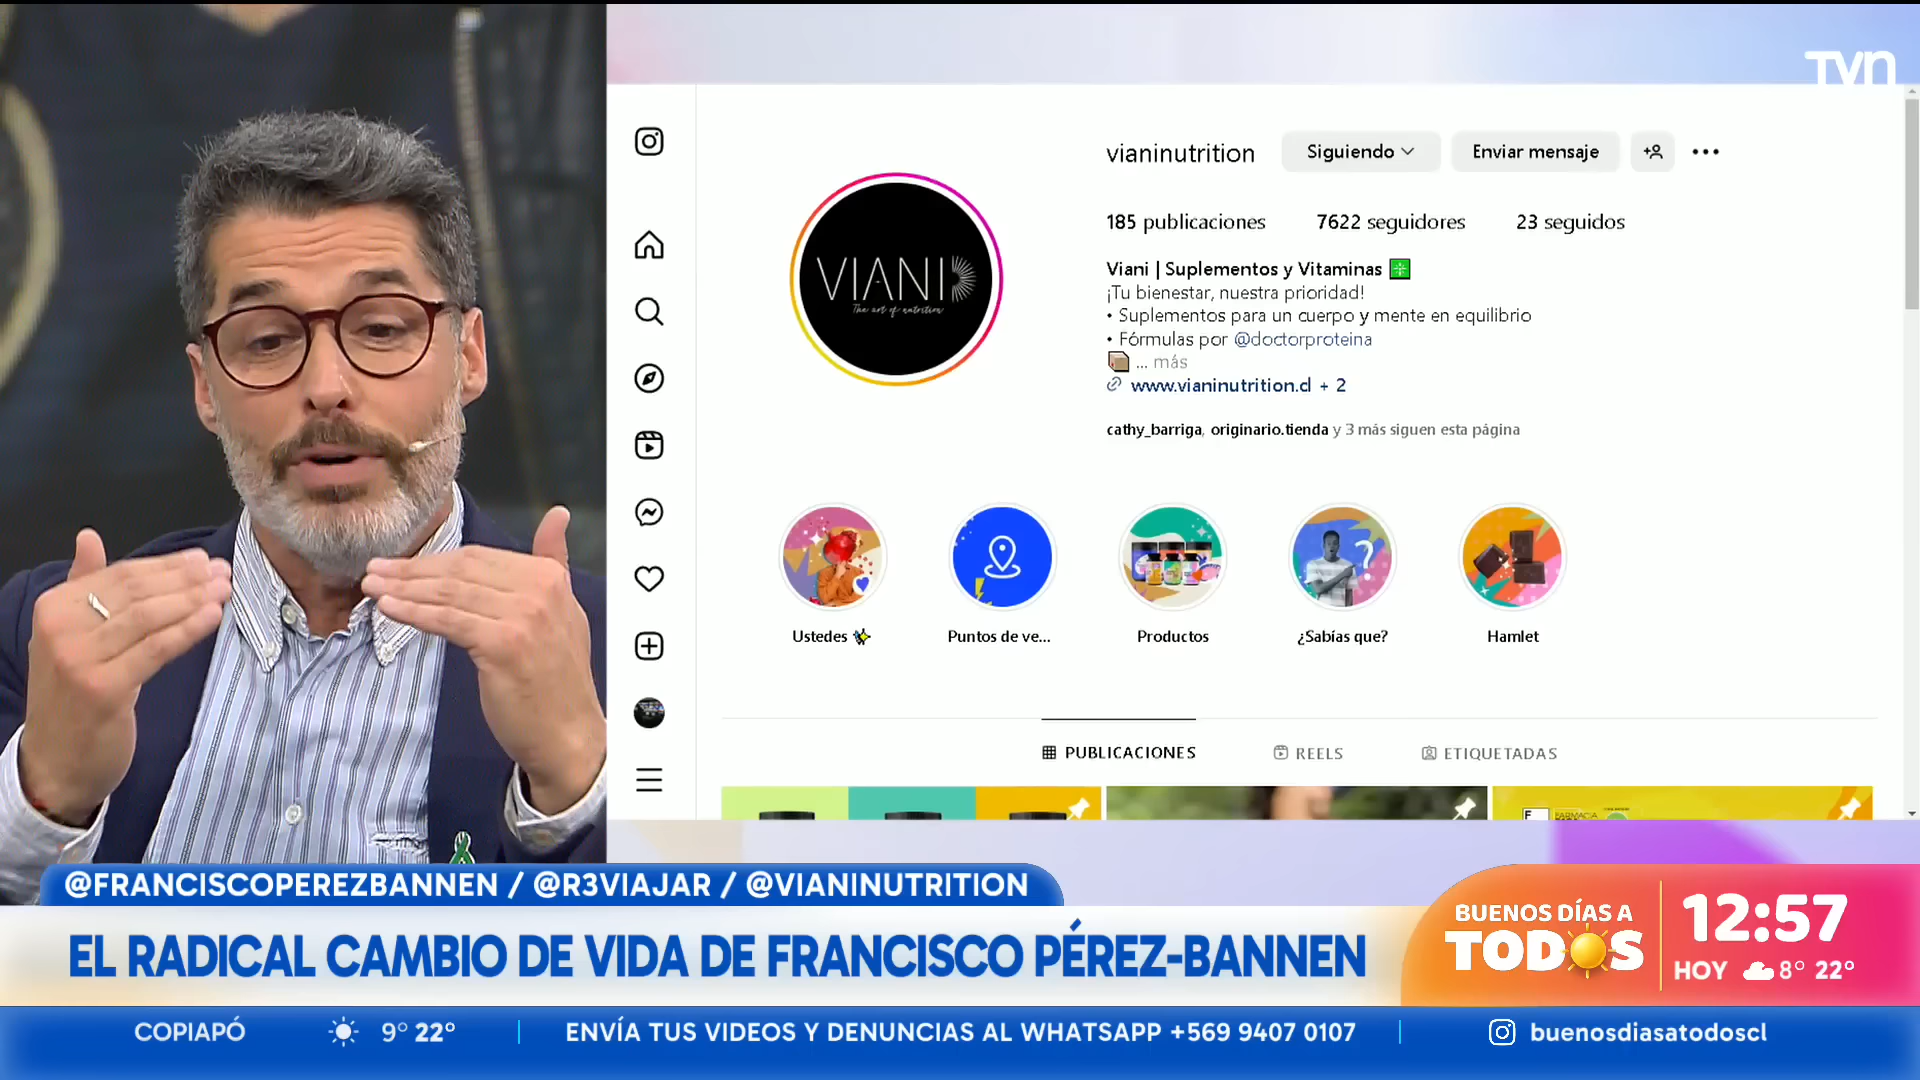 TVN
vianinutrition
Siguiendo
Enviar mensaje
185 publicaciones
7622 seguidores
23 seguidos
Viani | Suplementos y Vitaminas
¡Tu bienestar, nuestra prioridad!
• Suplementos para un cuerpo y mente en equilibrio
• Fórmulas por @doctorproteina
... más
www.vianinutrition.cl + 2
cathy_barriga, originario.tienda y 3 más siguen esta página
VIANI
The art of nutrition
Ustedes
Puntos de ve...
Productos
¿Sabías que?
Hamlet
PUBLICACIONES
REELS
ETIQUETADAS
@FRANCISCOPEREZBANNEN / @R3VIAJAR / @VIANINUTRITION
EL RADICAL CAMBIO DE VIDA DE FRANCISCO PÉREZ-BANNEN
BUENOS DÍAS A
TODOS
12:57
HOY 8° 22°
COPIAPÓ 9° 22°
ENVÍA TUS VIDEOS Y DENUNCIAS AL WHATSAPP +569 9407 0107
buenosdiasatodoscl